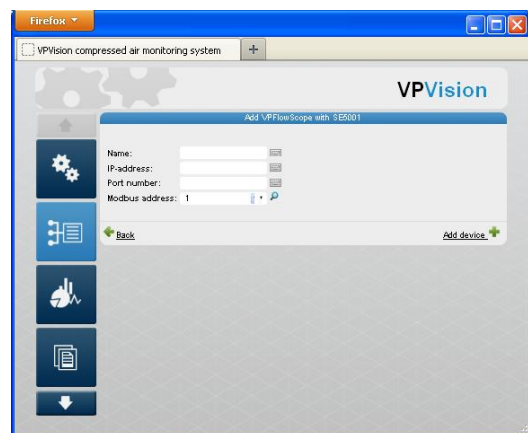 Firefox
VPVision compressed air monitoring system
VPVision
Add VPFlowScope with SE5001
Name:
IP-address:
Port number:
Modbus address: 1
Back
Add device